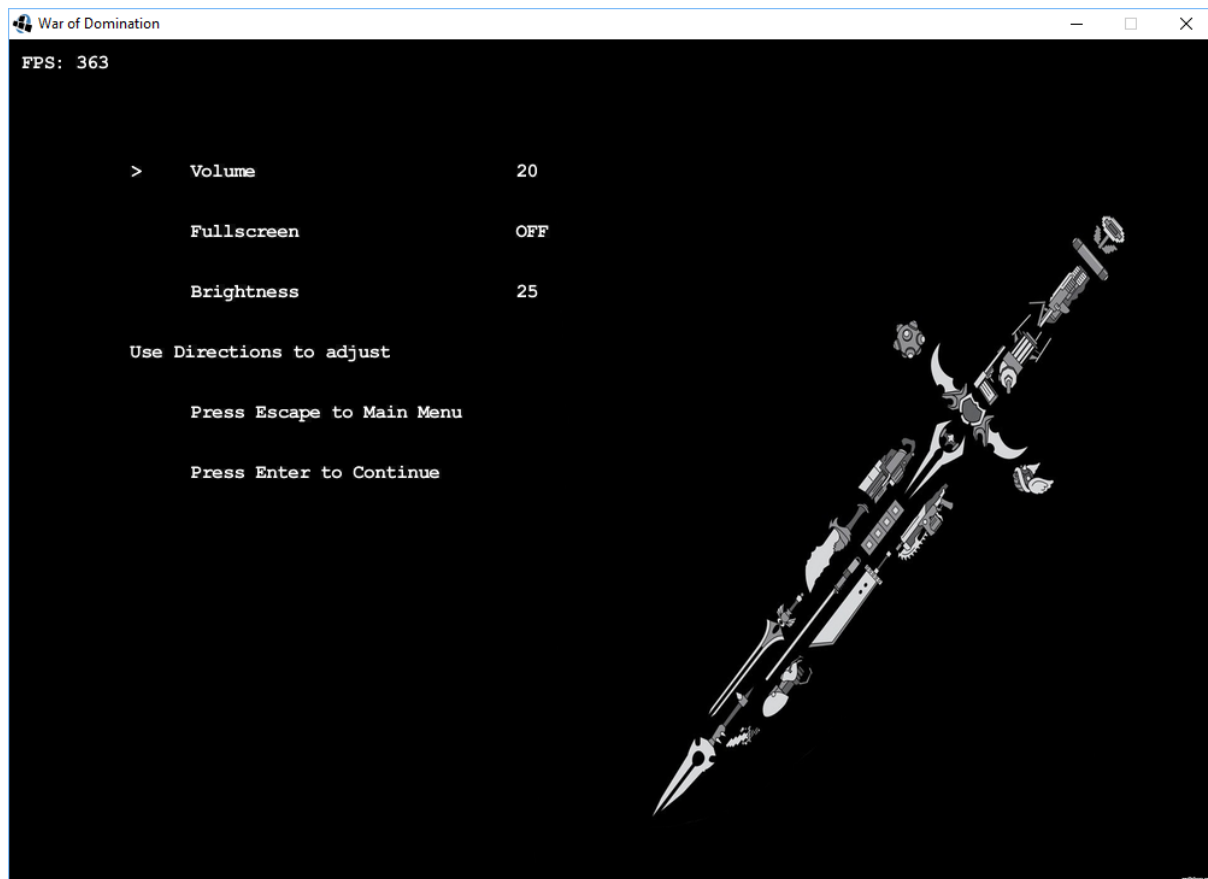 War of Domination
FPS: 363
> Volume 20
Fullscreen OFF
Brightness 25
Use Directions to adjust
Press Escape to Main Menu
Press Enter to Continue